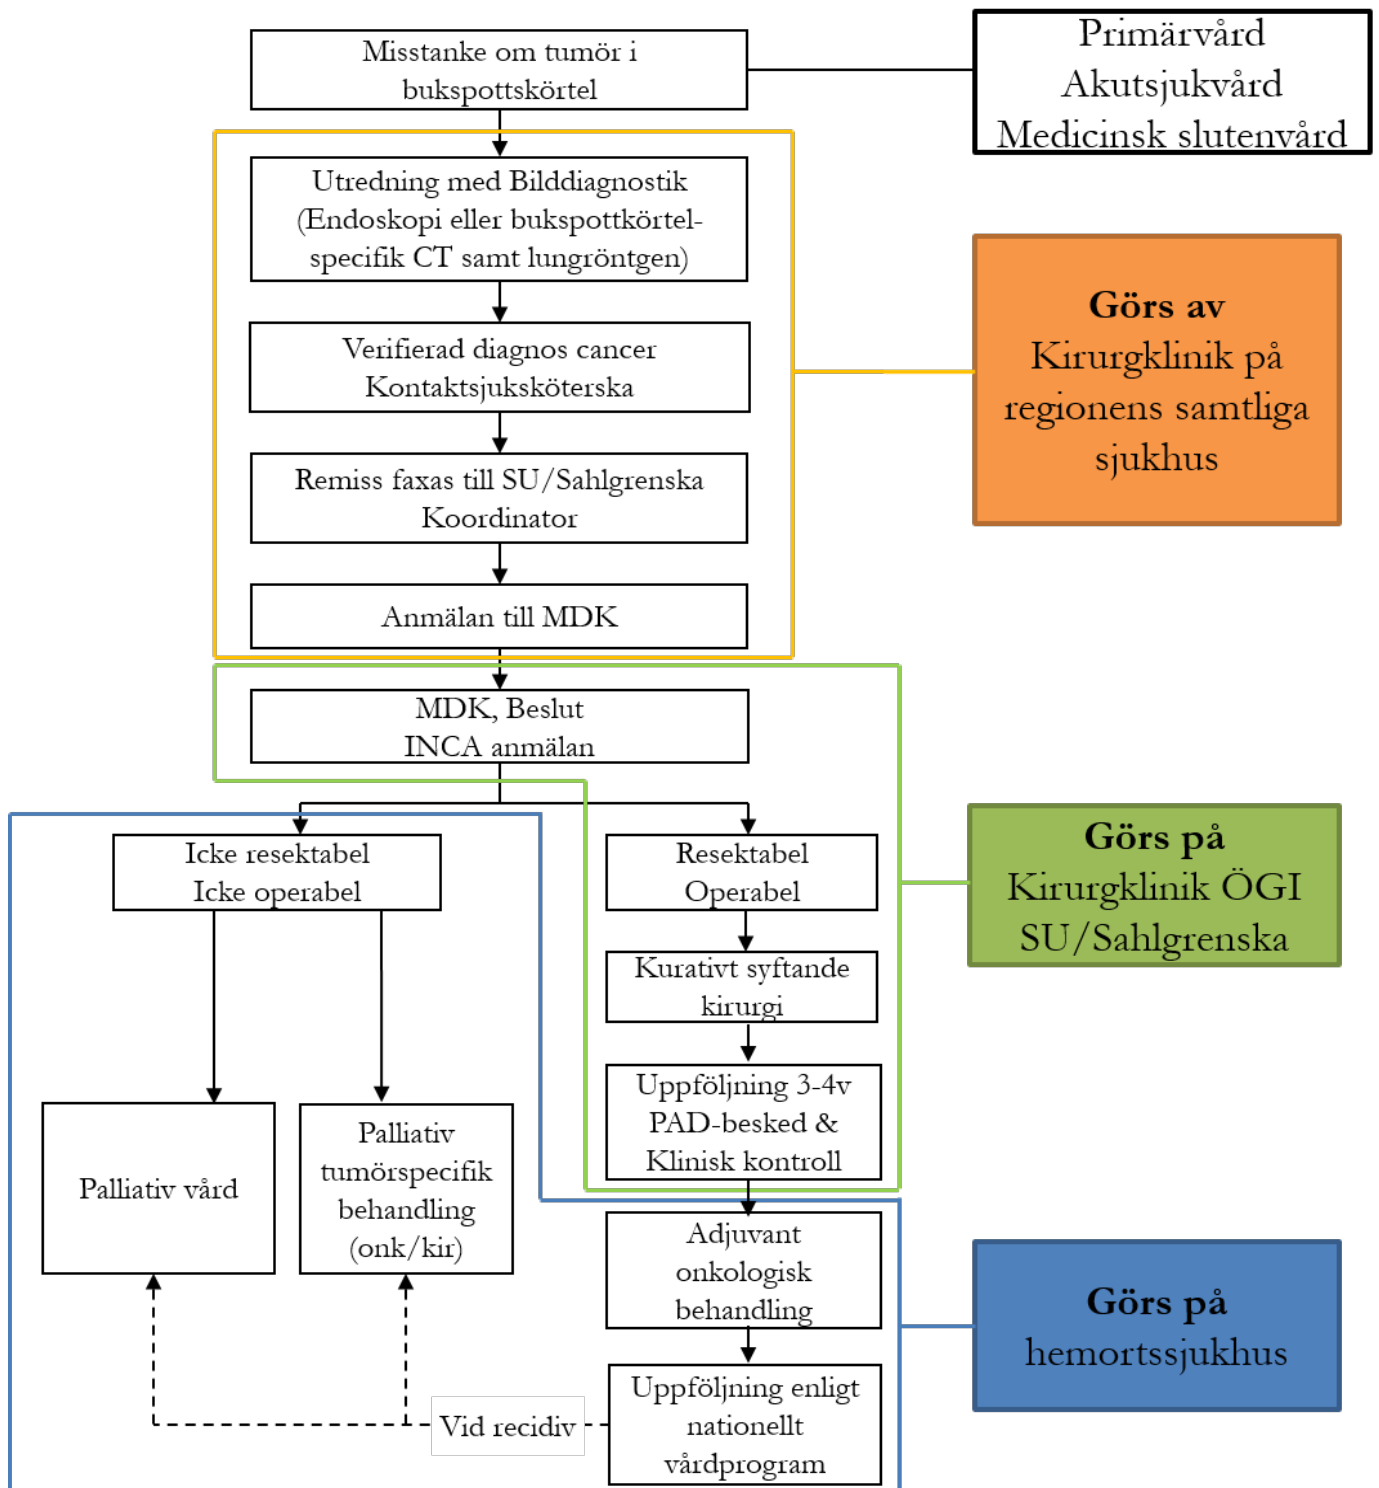 Misstanke om tumör i
bukspottskörtel
Primärvård
Akutsjukvård
Medicinsk slutenvård
Utredning med Bilddiagnostik
(Endoskopi eller bukspottkörtel-
specifik CT samt lungröntgen)
Verifierad diagnos cancer
Kontaktsjuksköterska
Remiss faxas till SU/Sahlgrenska
Koordinator
Anmälan till MDK
Görs av
Kirurgklinik på
regionens samtliga
sjukhus
MDK, Beslut
INCA anmälan
Icke resektabel
Icke operabel
Resektabel
Operabel
Kurativt syftande
kirurgi
Uppföljning 3-4v
PAD-besked &
Klinisk kontroll
Görs på
Kirurgklinik ÖGI
SU/Sahlgrenska
Palliativ vård
Palliativ
tumörspecifik
behandling
(onk/kir)
Adjuvant
onkologisk
behandling
Uppföljning enligt
nationellt
vårdprogram
Vid recidiv
Görs på
hemortssjukhus